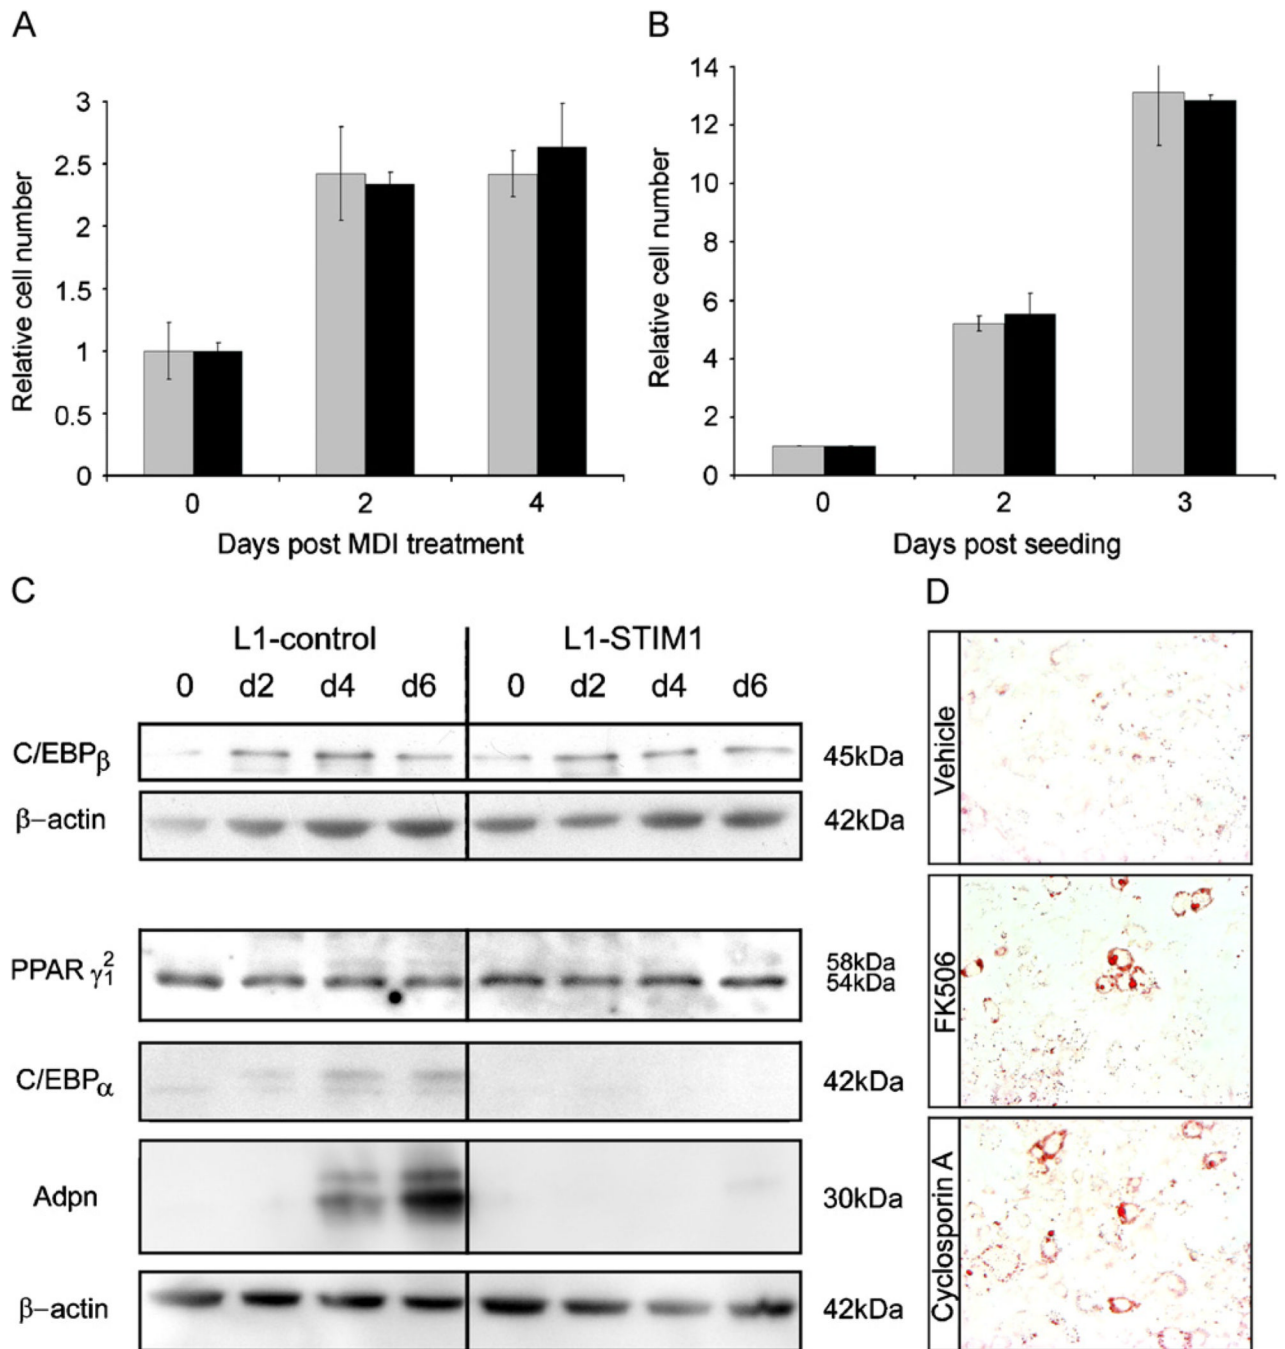 A
Relative cell number
3
2.5
2
1.5
1
0.5
0
0 2 4
Days post MDI treatment
B
Relative cell number
14
12
10
8
6
4
2
0
0 2 3
Days post seeding
C
L1-control L1-STIM1
0 d2 d4 d6 0 d2 d4 d6
C/EBPβ 45kDa
β-actin 42kDa
PPAR γ 2 1 58kDa 54kDa
C/EBPα 42kDa
Adpn 30kDa
β-actin 42kDa
D
Vehicle
FK506
Cyclosporin A